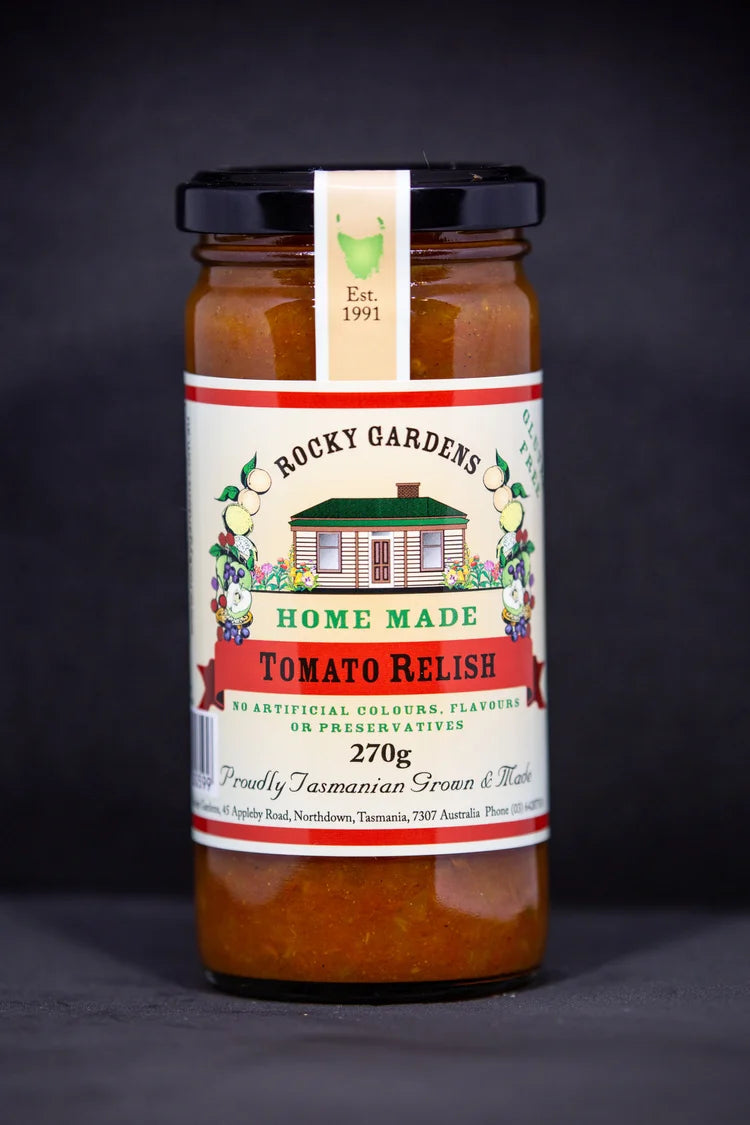 Est.
1991
ROCKY GARDENS
FREE
HOME MADE
TOMATO RELISH
NO ARTIFICIAL COLOURS, FLAVOURS
OR PRESERVATIVES
270g
Proudly Tasmanian Grown & Made
Gardens, 45 Appleby Road, Northdown, Tasmania, 7307 Australia Phone (03)